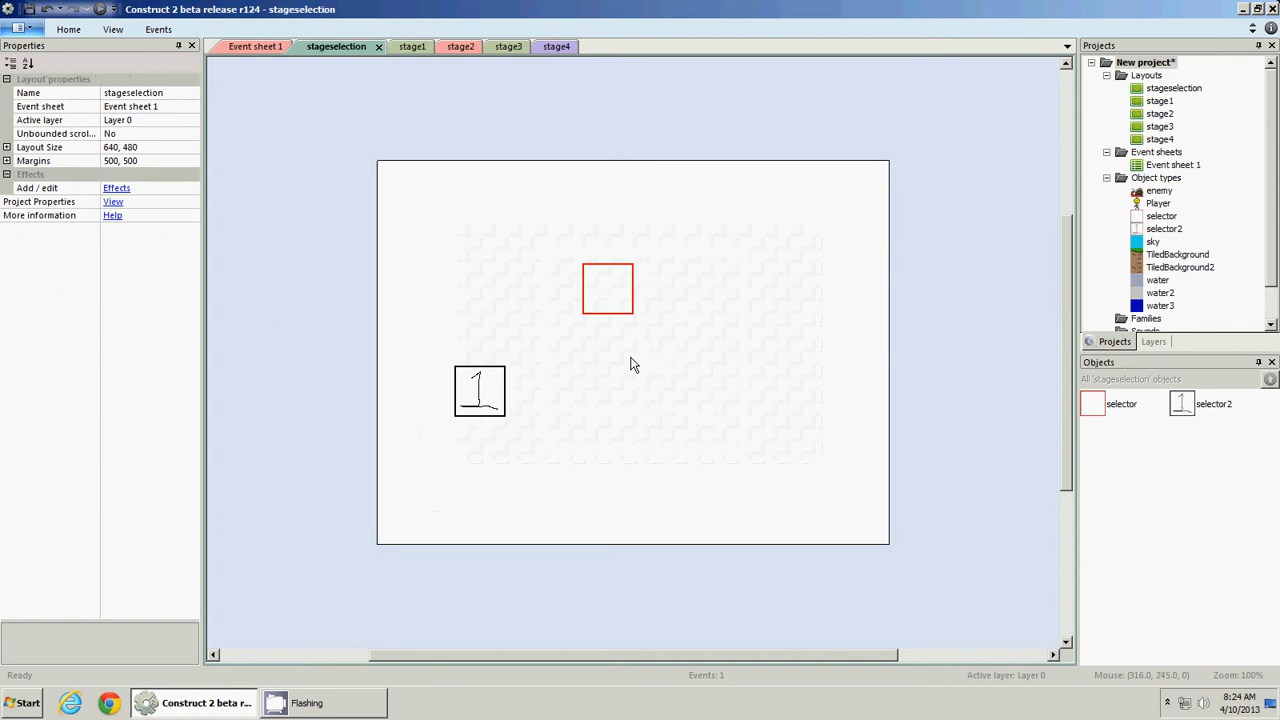 Construct 2 beta release r124 - stageselection
Home View Events
Properties
Layout properties
Name stageselection
Event sheet Event sheet 1
Active layer Layer 0
Unbounded scrol... No
Layout Size 640, 480
Margins 500, 500
Effects
Add / edit Effects
Project Properties View
More information Help
Event sheet 1 stageselection stage1 stage2 stage3 stage4
1
Projects
New project*
Layouts
stageselection
stage1
stage2
stage3
stage4
Event sheets
Event sheet 1
Object types
enemy
Player
selector
selector2
sky
TiledBackground
TiledBackground2
water
water2
water3
Families
Sounds
Projects Layers
Objects
All 'stageselection' objects
selector selector2
Ready Events: 1 Active layer: Layer 0 Mouse: (316.0, 245.0, 0) Zoom: 100%
Start Construct 2 beta r... Flashing 8:24 AM
4/10/2013